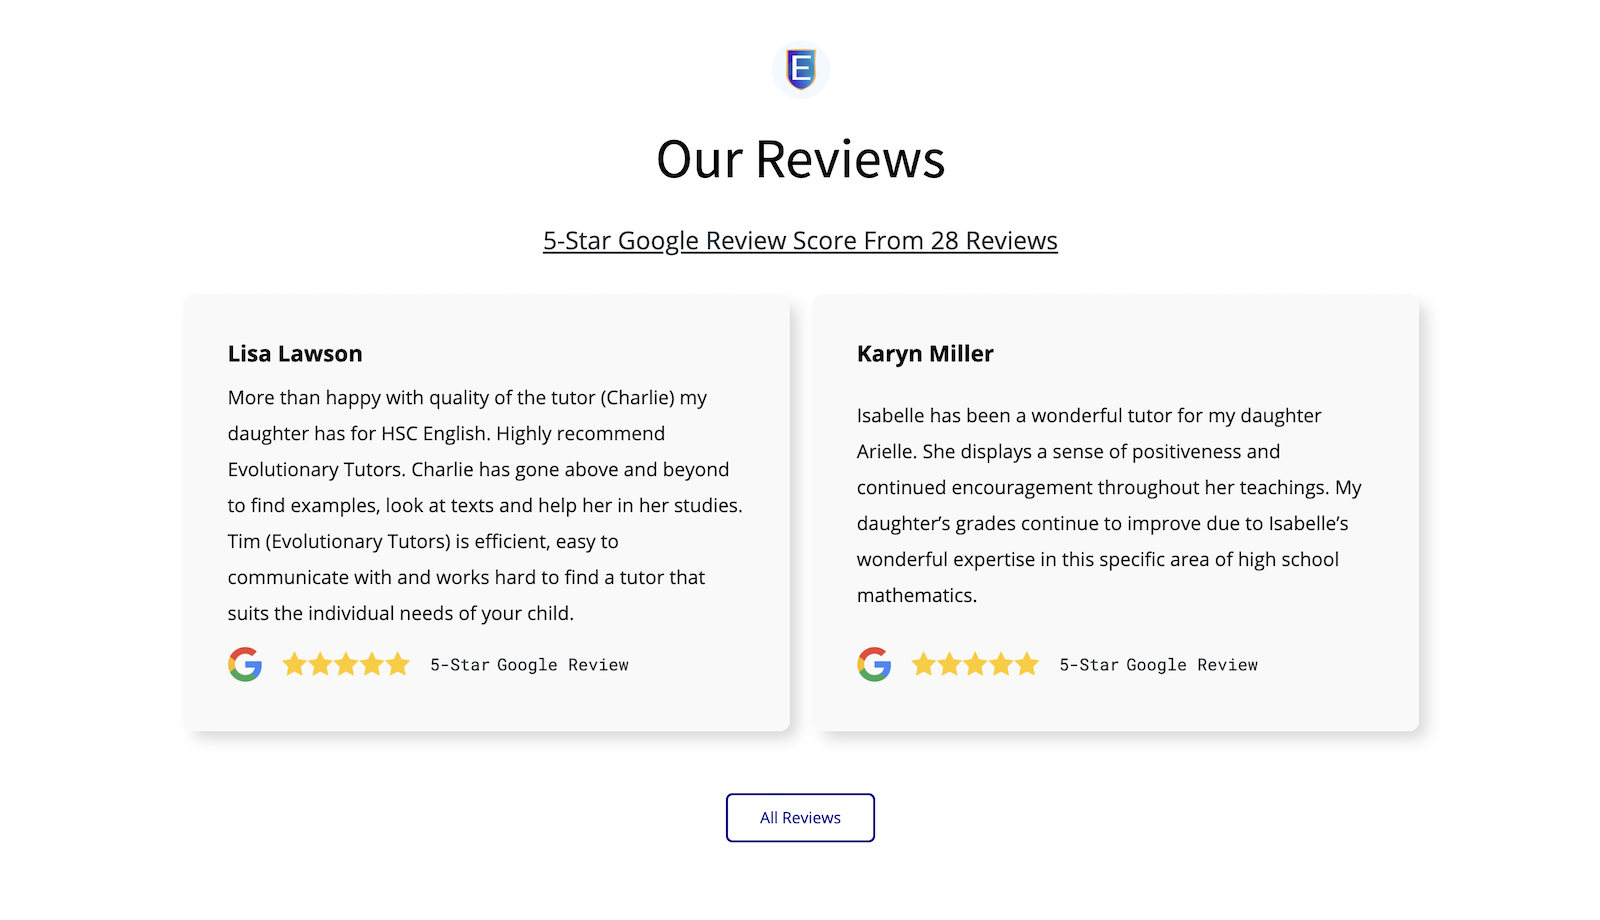 E
Our Reviews
5-Star Google Review Score From 28 Reviews
Lisa Lawson
More than happy with quality of the tutor (Charlie) my
daughter has for HSC English. Highly recommend
Evolutionary Tutors. Charlie has gone above and beyond
to find examples, look at texts and help her in her studies.
Tim (Evolutionary Tutors) is efficient, easy to
communicate with and works hard to find a tutor that
suits the individual needs of your child.
G
5-Star Google Review
Karyn Miller
Isabelle has been a wonderful tutor for my daughter
Arielle. She displays a sense of positiveness and
continued encouragement throughout her teachings. My
daughter’s grades continue to improve due to Isabelle’s
wonderful expertise in this specific area of high school
mathematics.
G
5-Star Google Review
All Reviews